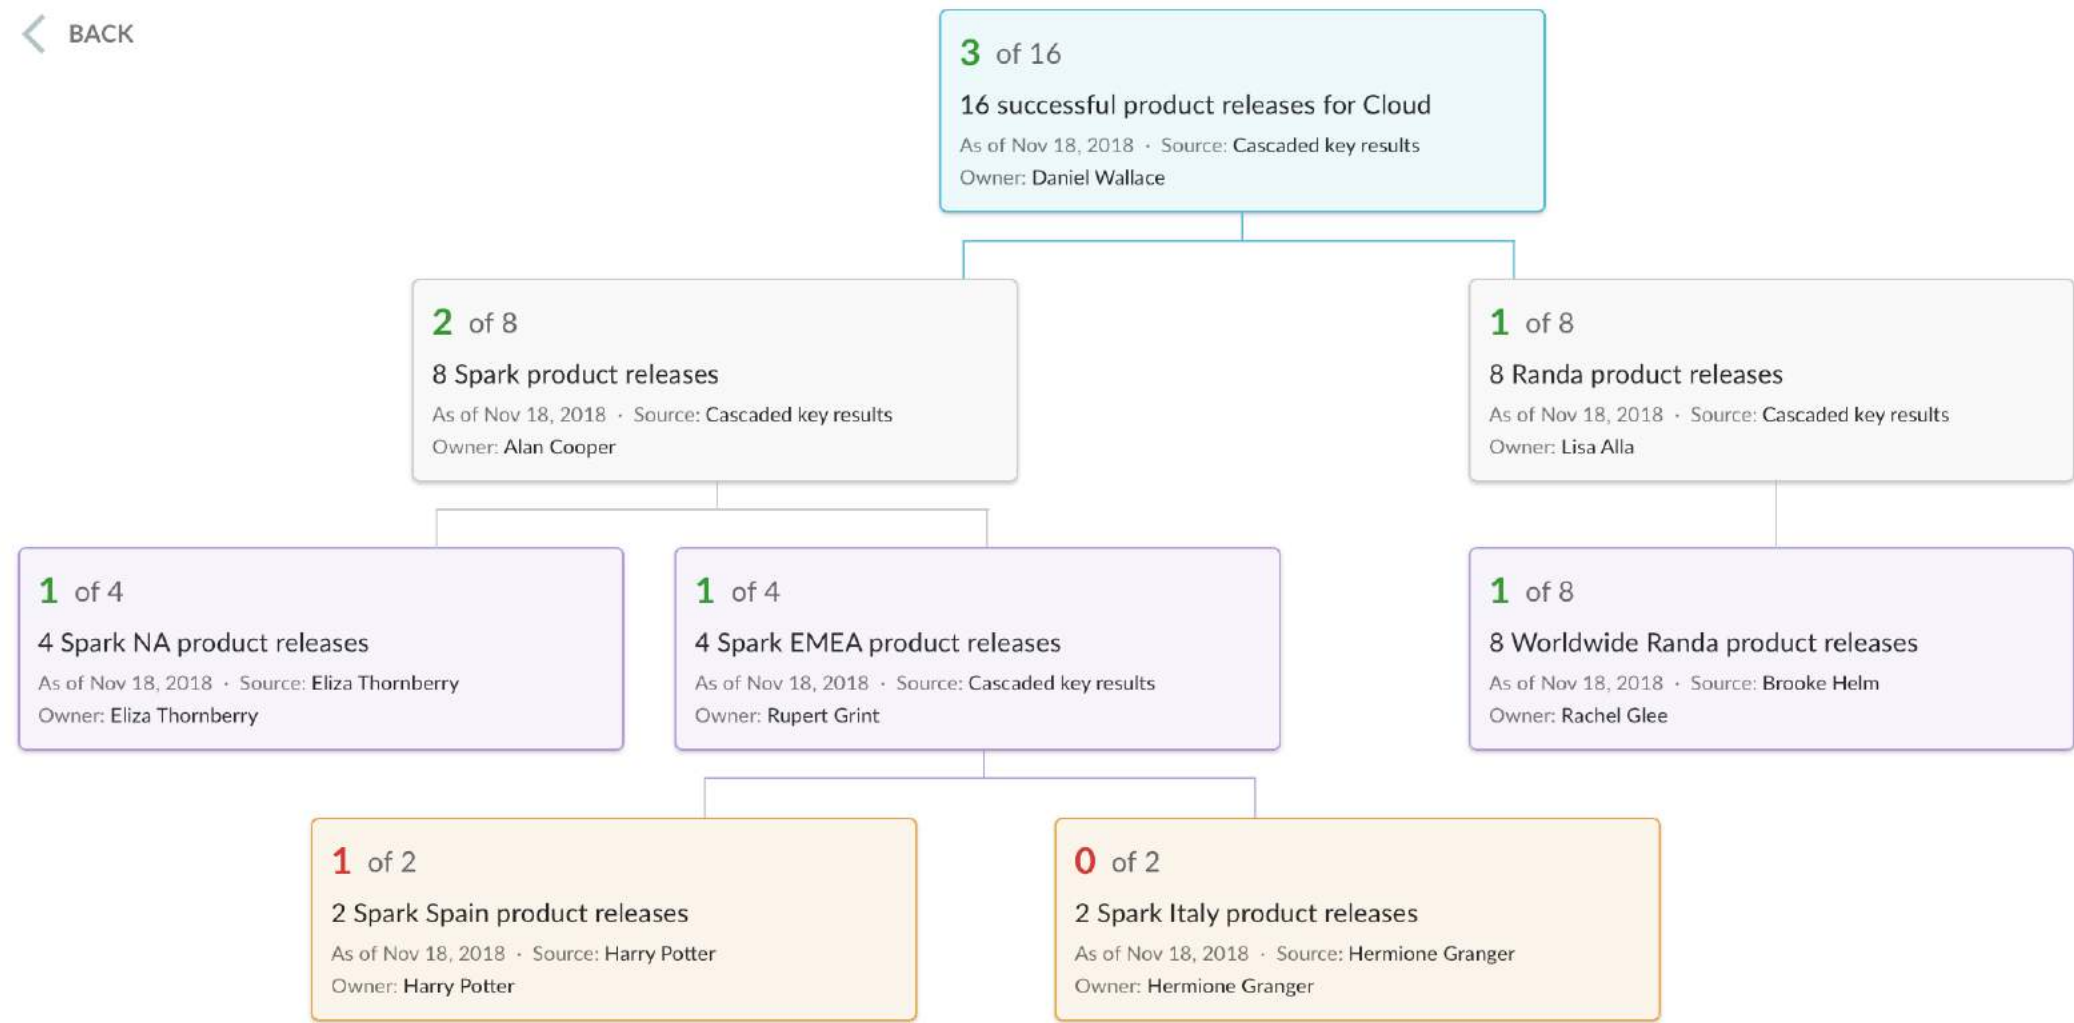 BACK
3 of 16
16 successful product releases for Cloud
As of Nov 18, 2018 · Source: Cascaded key results
Owner: Daniel Wallace
2 of 8
8 Spark product releases
As of Nov 18, 2018 · Source: Cascaded key results
Owner: Alan Cooper
1 of 8
8 Randa product releases
As of Nov 18, 2018 · Source: Cascaded key results
Owner: Lisa Alla
1 of 4
4 Spark NA product releases
As of Nov 18, 2018 · Source: Eliza Thornberry
Owner: Eliza Thornberry
1 of 4
4 Spark EMEA product releases
As of Nov 18, 2018 · Source: Cascaded key results
Owner: Rupert Grint
1 of 8
8 Worldwide Randa product releases
As of Nov 18, 2018 · Source: Brooke Helm
Owner: Rachel Glee
1 of 2
2 Spark Spain product releases
As of Nov 18, 2018 · Source: Harry Potter
Owner: Harry Potter
0 of 2
2 Spark Italy product releases
As of Nov 18, 2018 · Source: Hermione Granger
Owner: Hermione Granger